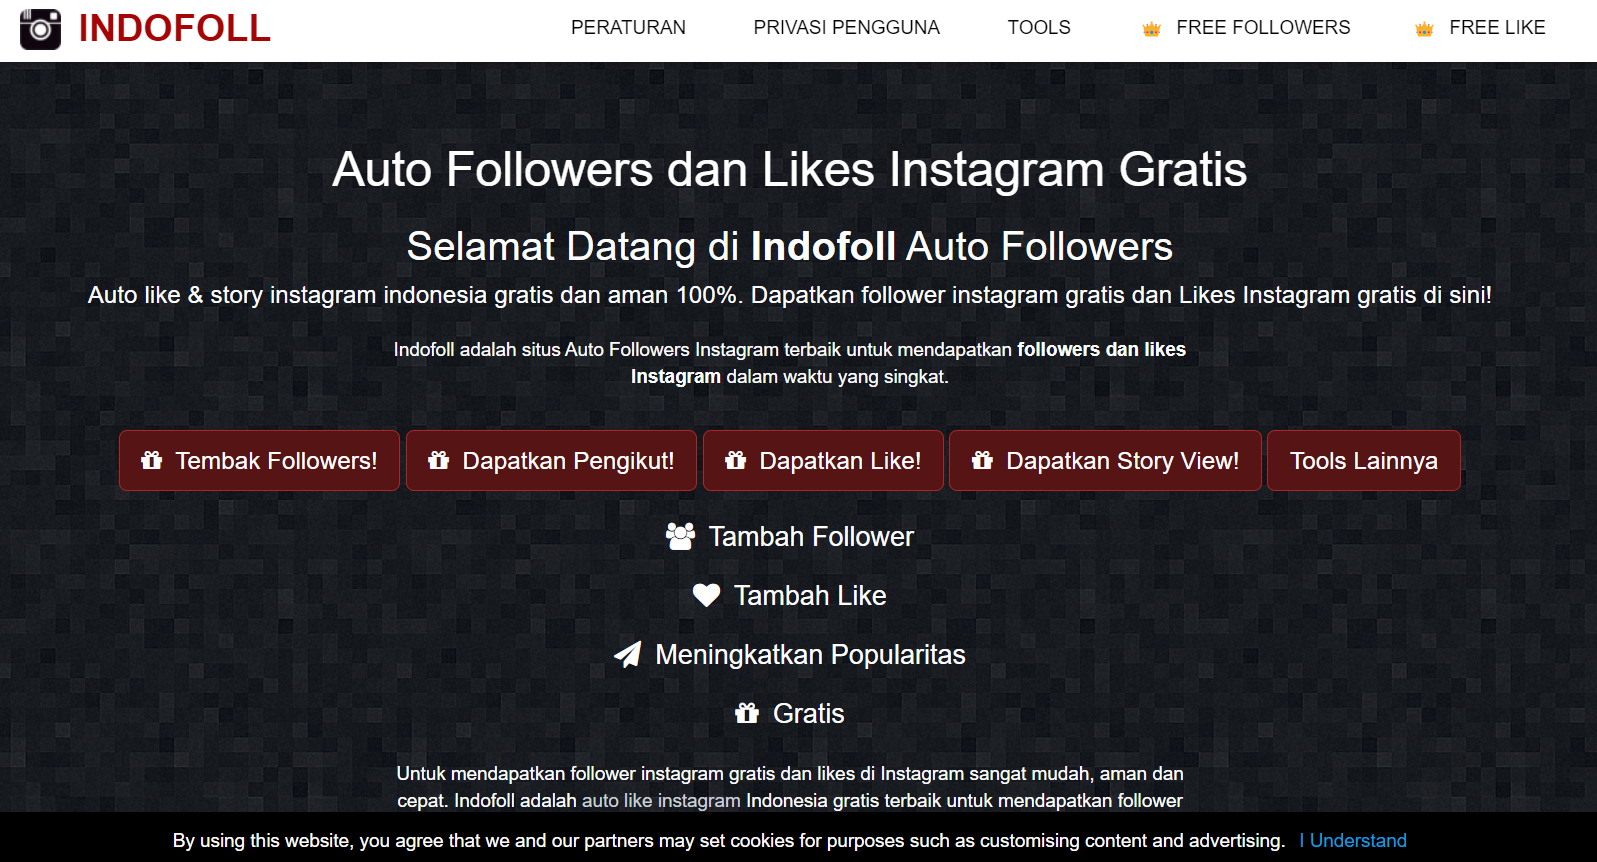 INDOFOLL
PERATURAN
PRIVASI PENGGUNA
TOOLS
FREE FOLLOWERS
FREE LIKE
Auto Followers dan Likes Instagram Gratis
Selamat Datang di Indofoll Auto Followers
Auto like & story instagram indonesia gratis dan aman 100%. Dapatkan follower instagram gratis dan Likes Instagram gratis di sini!
Indofoll adalah situs Auto Followers Instagram terbaik untuk mendapatkan followers dan likes
Instagram dalam waktu yang singkat.
Tembak Followers!
Dapatkan Pengikut!
Dapatkan Like!
Dapatkan Story View!
Tools Lainnya
Tambah Follower
Tambah Like
Meningkatkan Popularitas
Gratis
Untuk mendapatkan follower instagram gratis dan likes di Instagram sangat mudah, aman dan
cepat. Indofoll adalah auto like instagram Indonesia gratis terbaik untuk mendapatkan follower
By using this website, you agree that we and our partners may set cookies for purposes such as customising content and advertising. I Understand